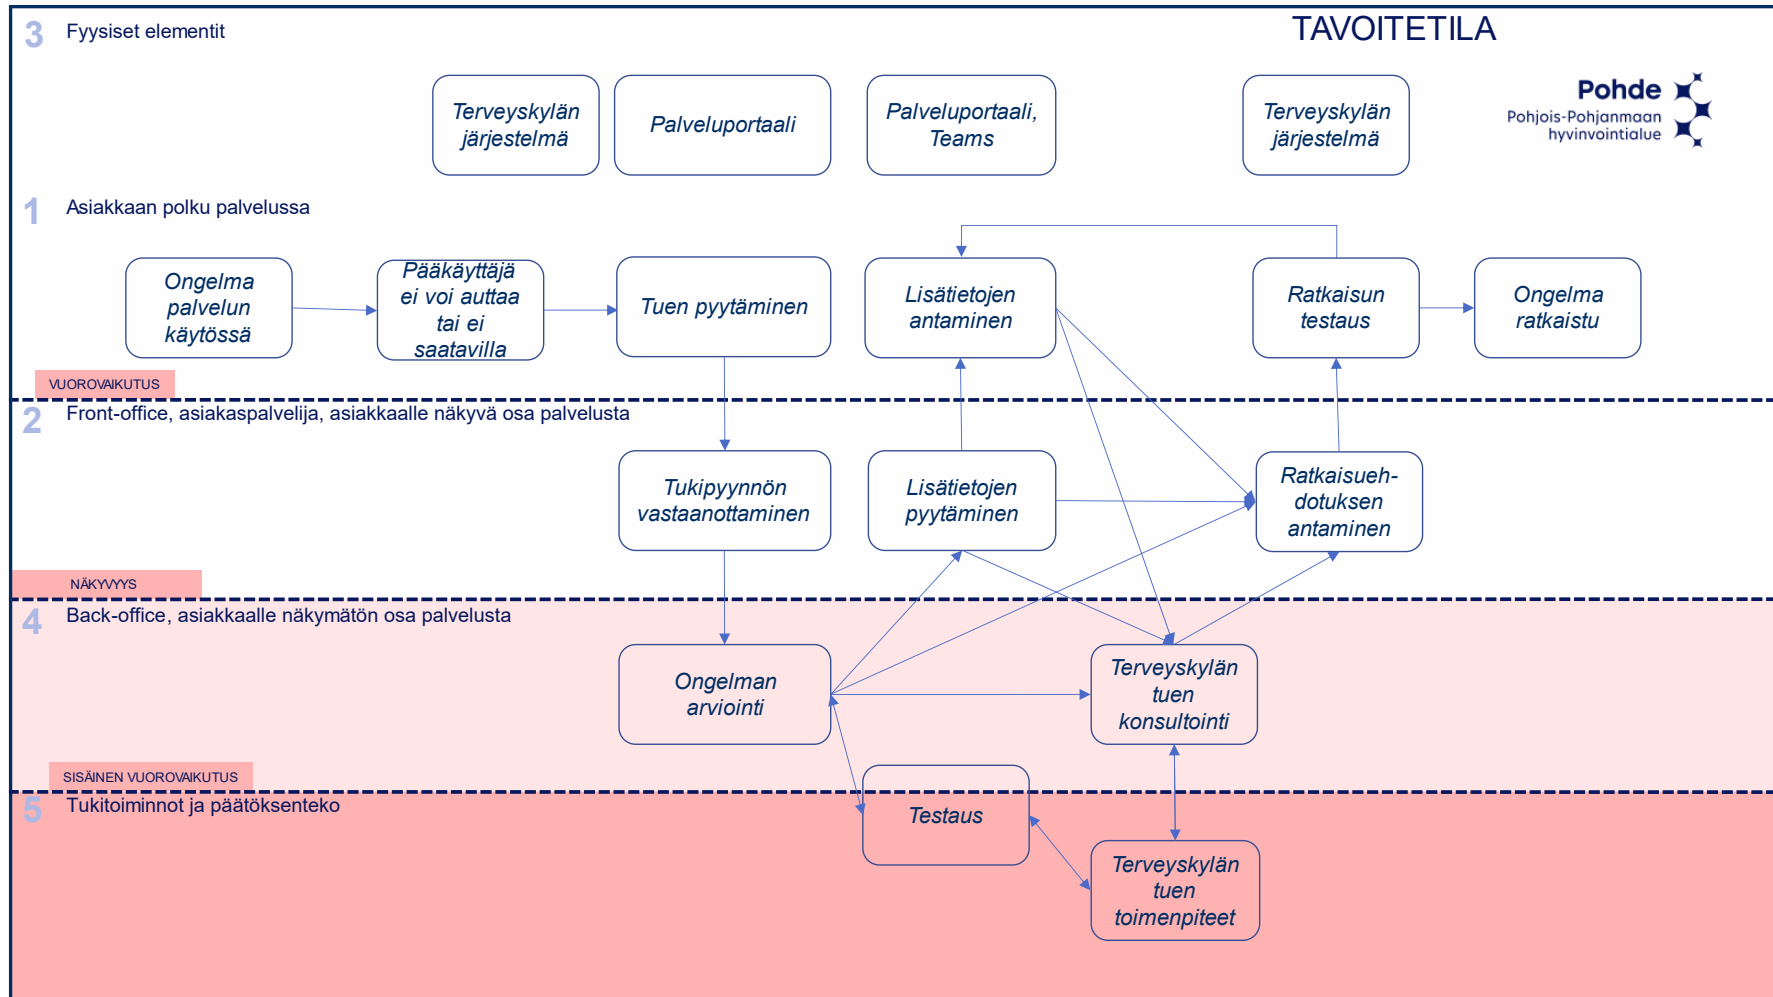 3 Fyysiset elementit
TAVOITETILA
Terveyskylän
järjestelmä
Palveluportaali
Palveluportaali,
Teams
Terveyskylän
järjestelmä
Pohde
Pohjois-Pohjanmaan
hyvinvointialue
1 Asiakkaan polku palvelussa
Ongelma
palvelun
käytössä
Pääkäyttäjä
ei voi auttaa
tai ei
saatavilla
Tuen pyytäminen
Lisätietojen
antaminen
Ratkaisun
testaus
Ongelma
ratkaistu
VUOROVAIKUTUS
2 Front-office, asiakaspalvelija, asiakkaalle näkyvä osa palvelusta
Tukipyynnön
vastaanottaminen
Lisätietojen
pyytäminen
Ratkaisueh-
dotuksen
antaminen
NÄKYVYYS
4 Back-office, asiakkaalle näkymätön osa palvelusta
Ongelman
arviointi
Terveyskylän
tuen
konsultointi
SISÄINEN VUOROVAIKUTUS
5 Tukitoiminnot ja päätöksenteko
Testaus
Terveyskylän
tuen
toimenpiteet